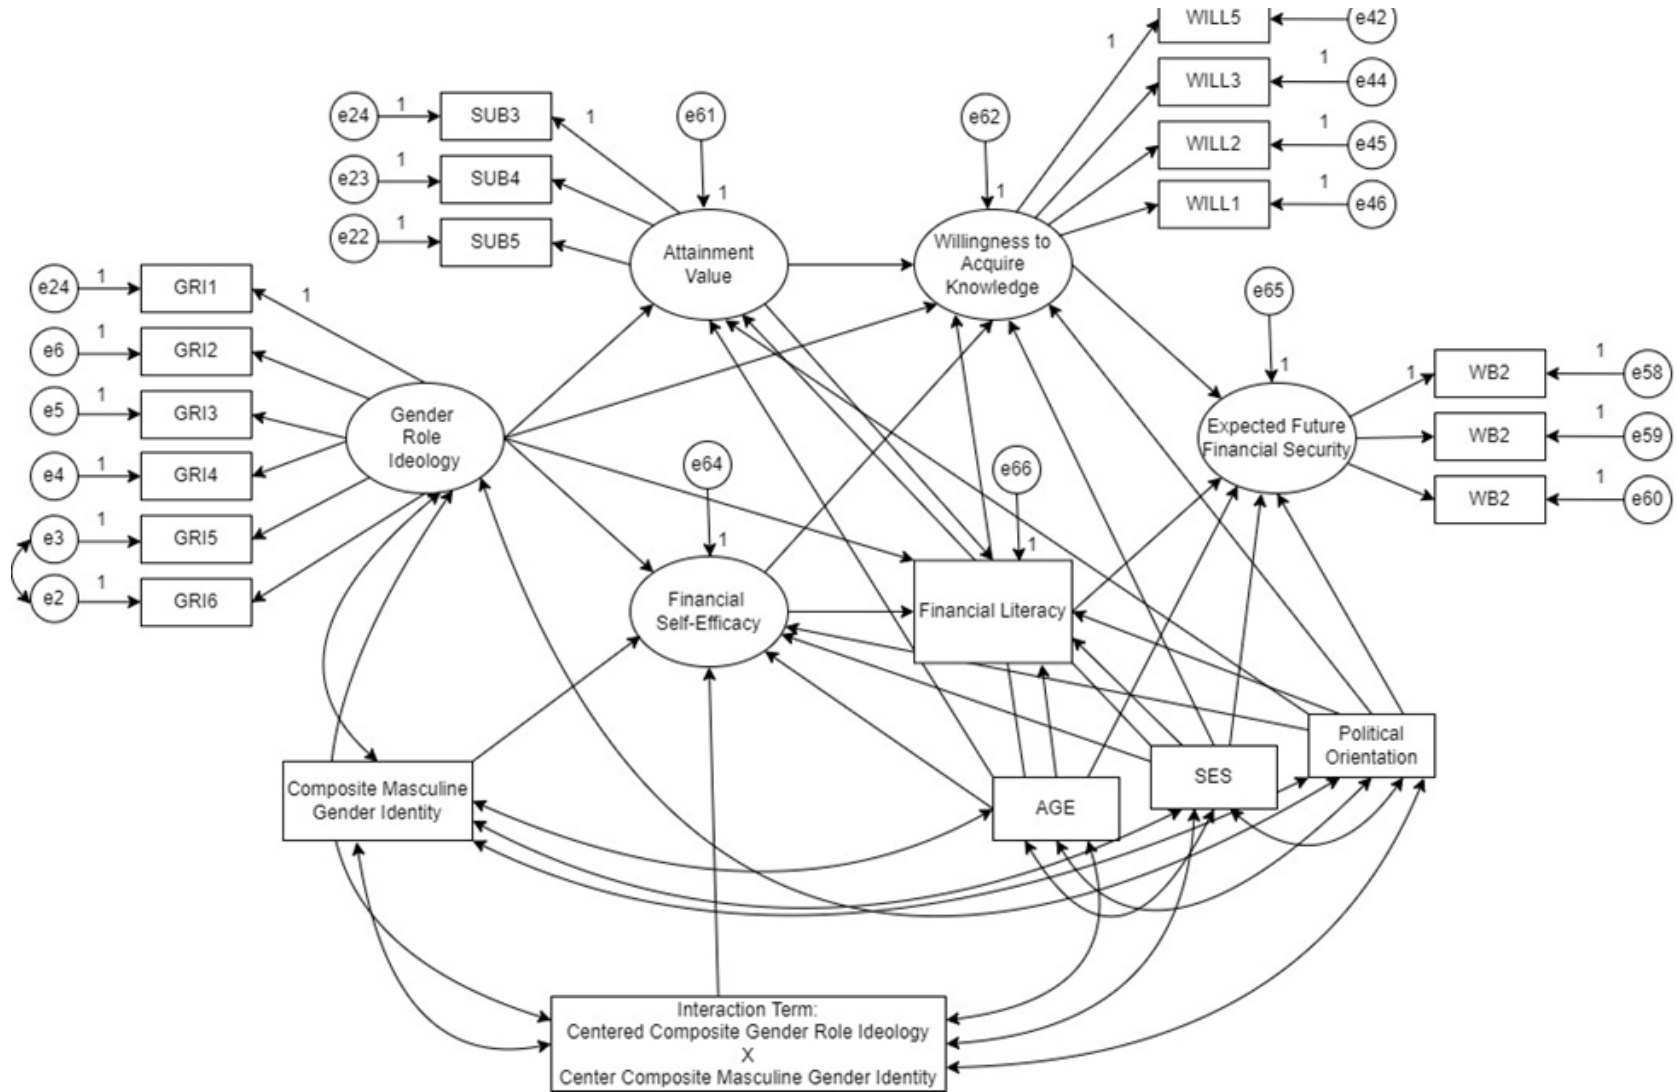 WILL5
e42
1
1
WILL3
e44
e24
1
SUB3
1
e61
e62
1
WILL2
e45
e23
1
SUB4
1
1
1
WILL1
e46
e22
1
SUB5
Attainment
Value
Willingness to
Acquire
Knowledge
e24
1
GRI1
1
e65
e6
1
GRI2
1
1
WB2
1
e58
e5
1
GRI3
Gender
Role
Ideology
Expected Future
Financial Security
WB2
1
e59
e4
1
GRI4
e64
e66
WB2
1
e60
e3
1
GRI5
1
1
e2
1
GRI6
Financial
Self-Efficacy
Financial Literacy
Political
Orientation
Composite Masculine
Gender Identity
AGE
SES
Interaction Term:
Centered Composite Gender Role Ideology
X
Center Composite Masculine Gender Identity